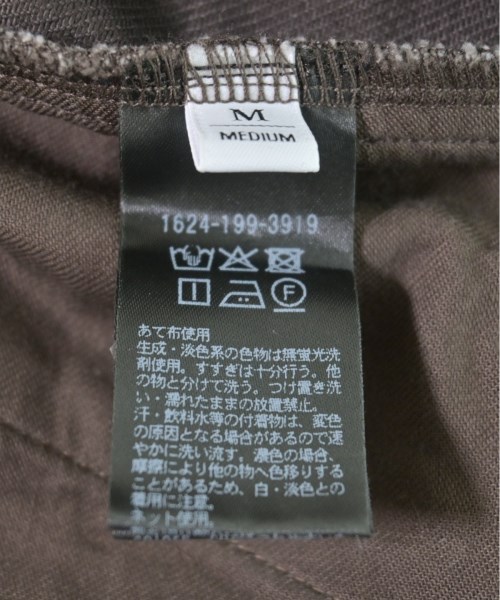 M
MEDIUM
1624-199-3919
F
あて布使用
生成・淡色系の色物は無蛍光洗
剤使用。すすぎは十分行う。他
の物と分けて洗う。つけ置き洗
い・濡れたままの放置禁止。
汗・飲料水等の付着物は、変色
の原因となる場合があるので速
やかに洗い流す。濃色の場合、
摩擦により他の物へ色移りする
ことがあるため、白・淡色との
着用に注意。
ネット使用。